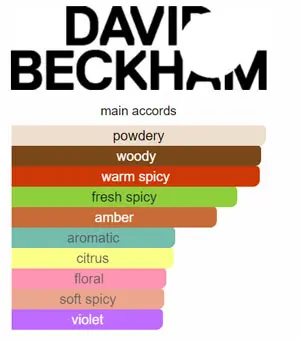 DAVID
BECKHAM
main accords
powdery
woody
warm spicy
fresh spicy
amber
aromatic
citrus
floral
soft spicy
violet